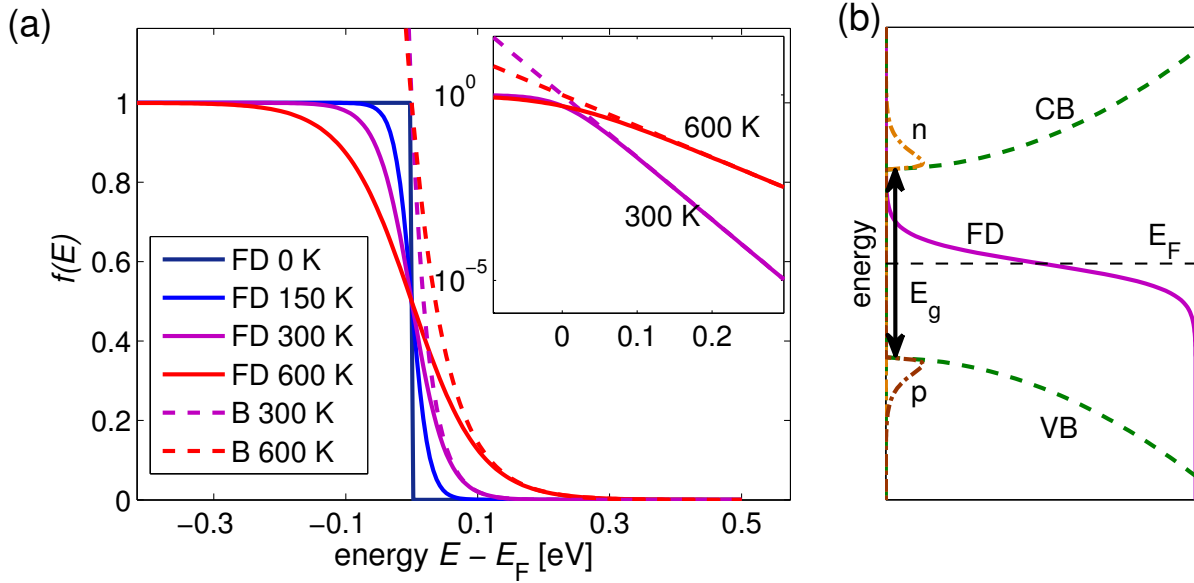 (a)
f(E)
1
0.8
0.6
0.4
0.2
0
−0.3
−0.1
0.1
0.3
0.5
energy E − E_F [eV]
FD 0 K
FD 150 K
FD 300 K
FD 600 K
B 300 K
B 600 K
10^0
10^−5
0
0.1
0.2
600 K
300 K
(b)
energy
n
CB
FD
E_F
E_g
p
VB